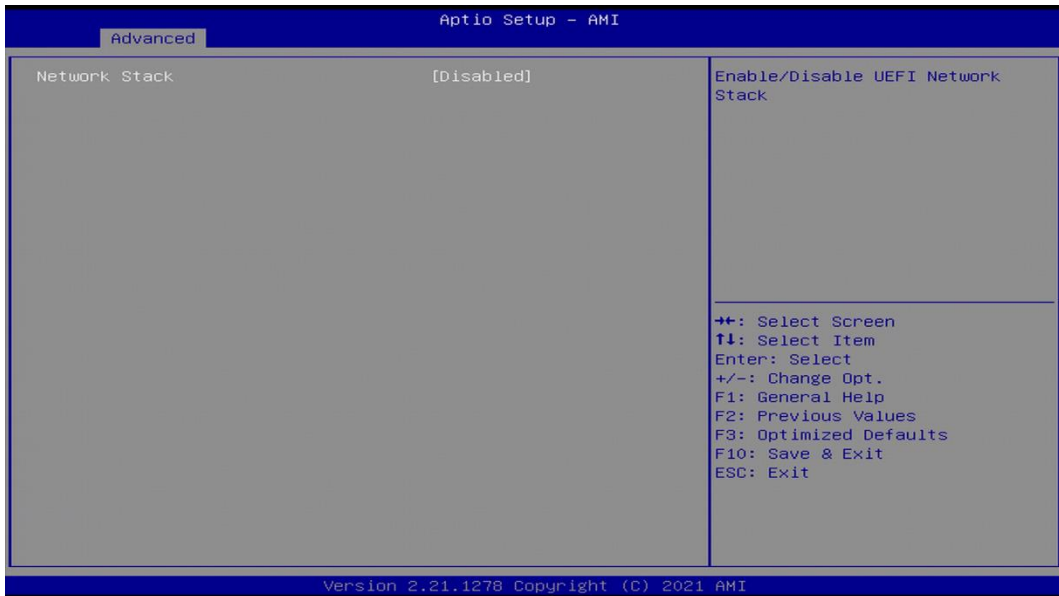 Aptio Setup - AMI
Advanced
Network Stack [Disabled]
Enable/Disable UEFI Network
Stack
→←: Select Screen
↑↓: Select Item
Enter: Select
+/-: Change Opt.
F1: General Help
F2: Previous Values
F3: Optimized Defaults
F10: Save & Exit
ESC: Exit
Version 2.21.1278 Copyright (C) 2021 AMI